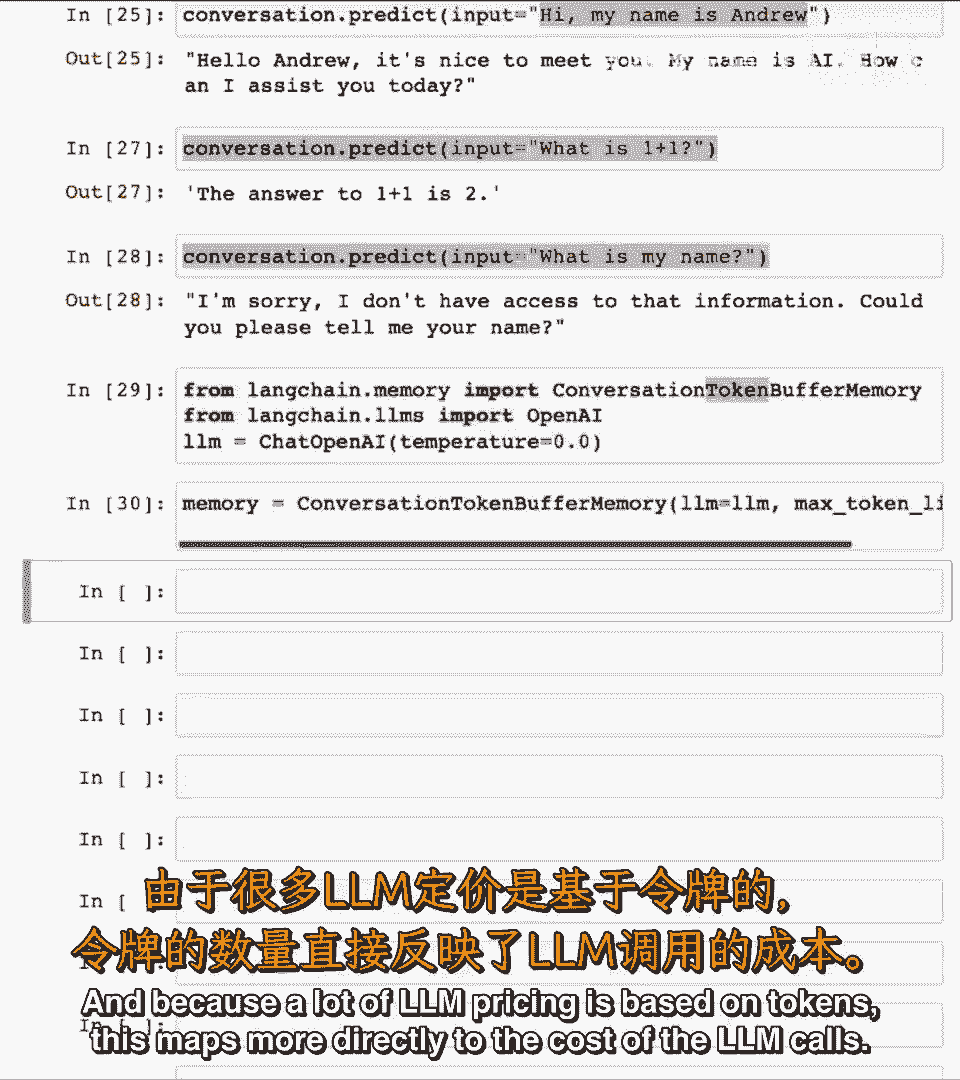 In [25]: conversation.predict(input="Hi, my name is Andrew")
Out[25]: "Hello Andrew, it's nice to meet you. My name is AI. How c
an I assist you today?"
In [27]: conversation.predict(input="What is 1+1?")
Out[27]: 'The answer to 1+1 is 2.'
In [28]: conversation.predict(input="What is my name?")
Out[28]: "I'm sorry, I don't have access to that information. Could
you please tell me your name?"
In [29]: from langchain.memory import ConversationTokenBufferMemory
from langchain.llms import OpenAI
llm = ChatOpenAI(temperature=0.0)
In [30]: memory = ConversationTokenBufferMemory(llm=llm, max_token_li
In [ ]:
In [ ]:
In [ ]:
In [ ]:
In [ ]:
In [
由于很多LLM定价是基于令牌的,
令牌的数量直接反映了LLM调用的成本。
And because a lot of LLM pricing is based on tokens,
this maps more directly to the cost of the LLM calls.